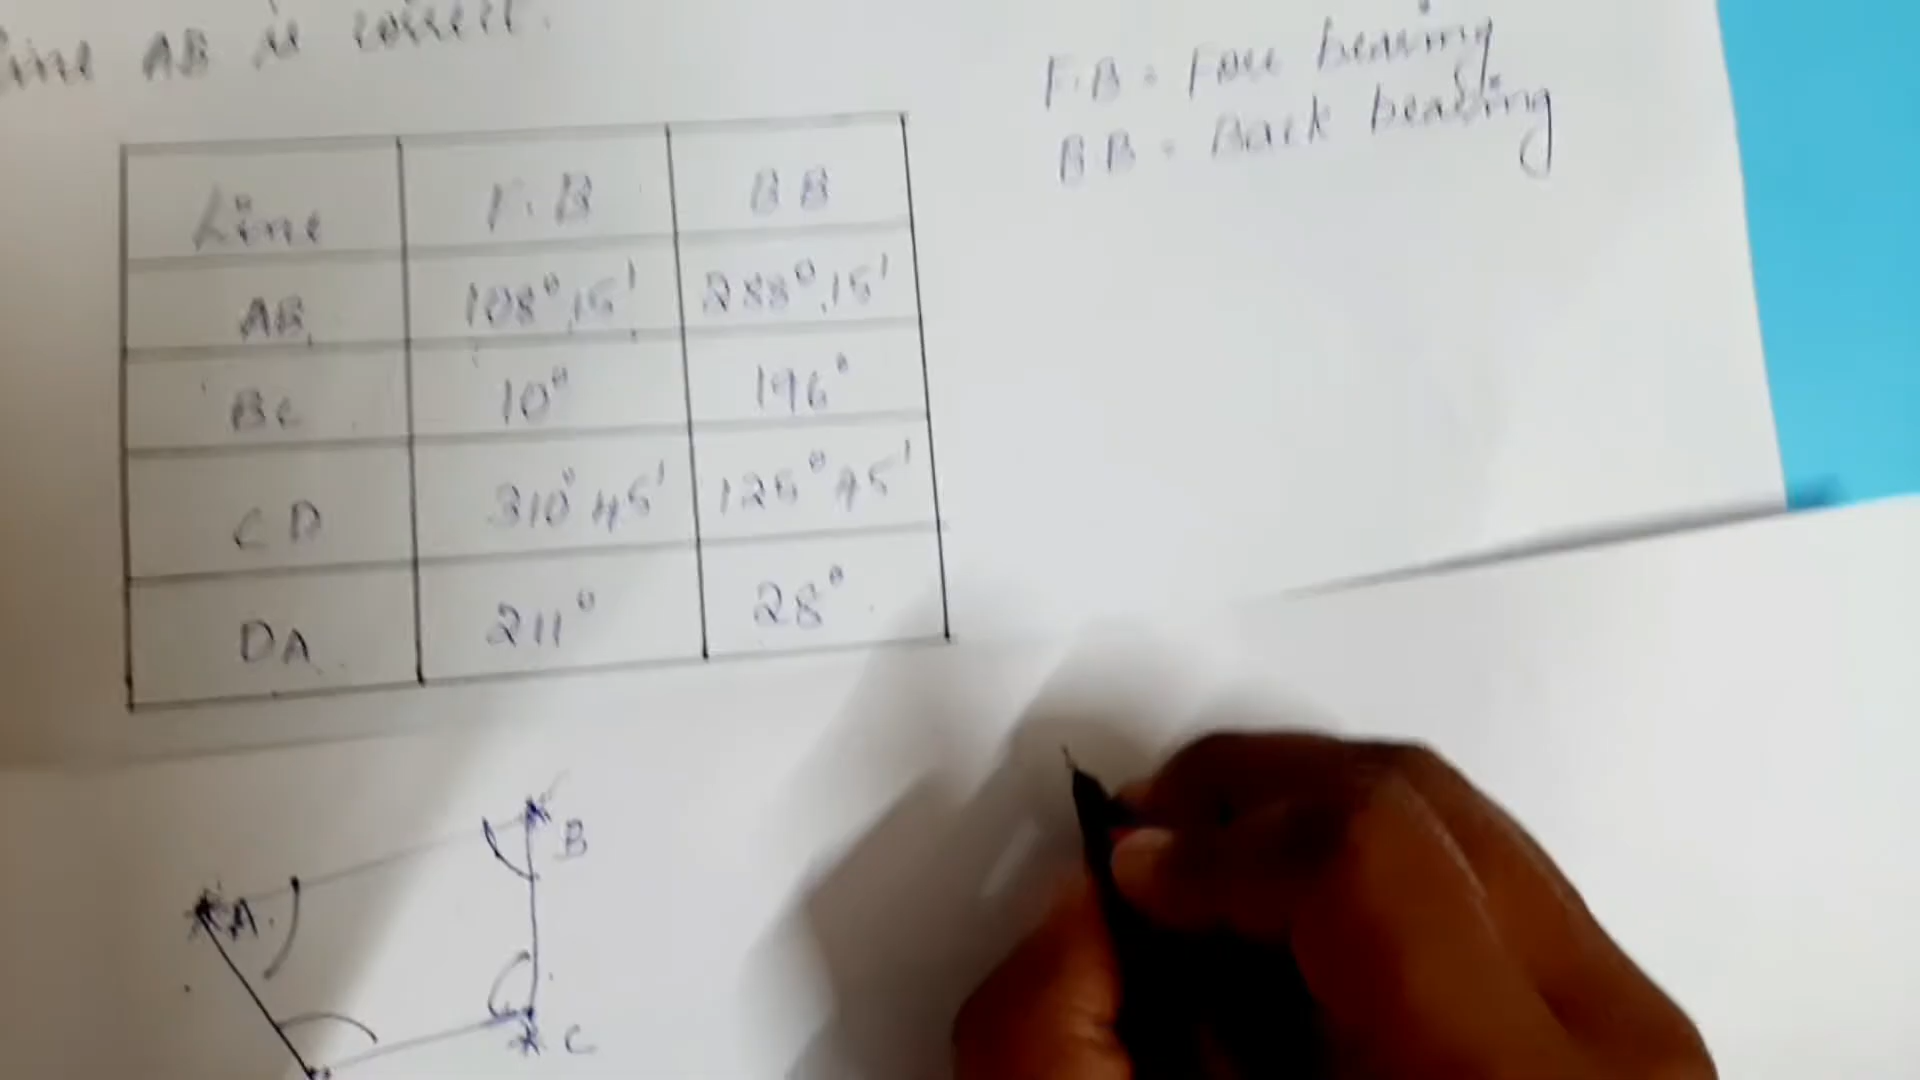 Line AB is correct.
F.B = Fore bearing
B.B = Back bearing
Line F.B BB
AB 108° 15' 288° 15'
BC 10° 196°
CD 310° 45' 125° 45'
DA 211° 28°
B
A
C